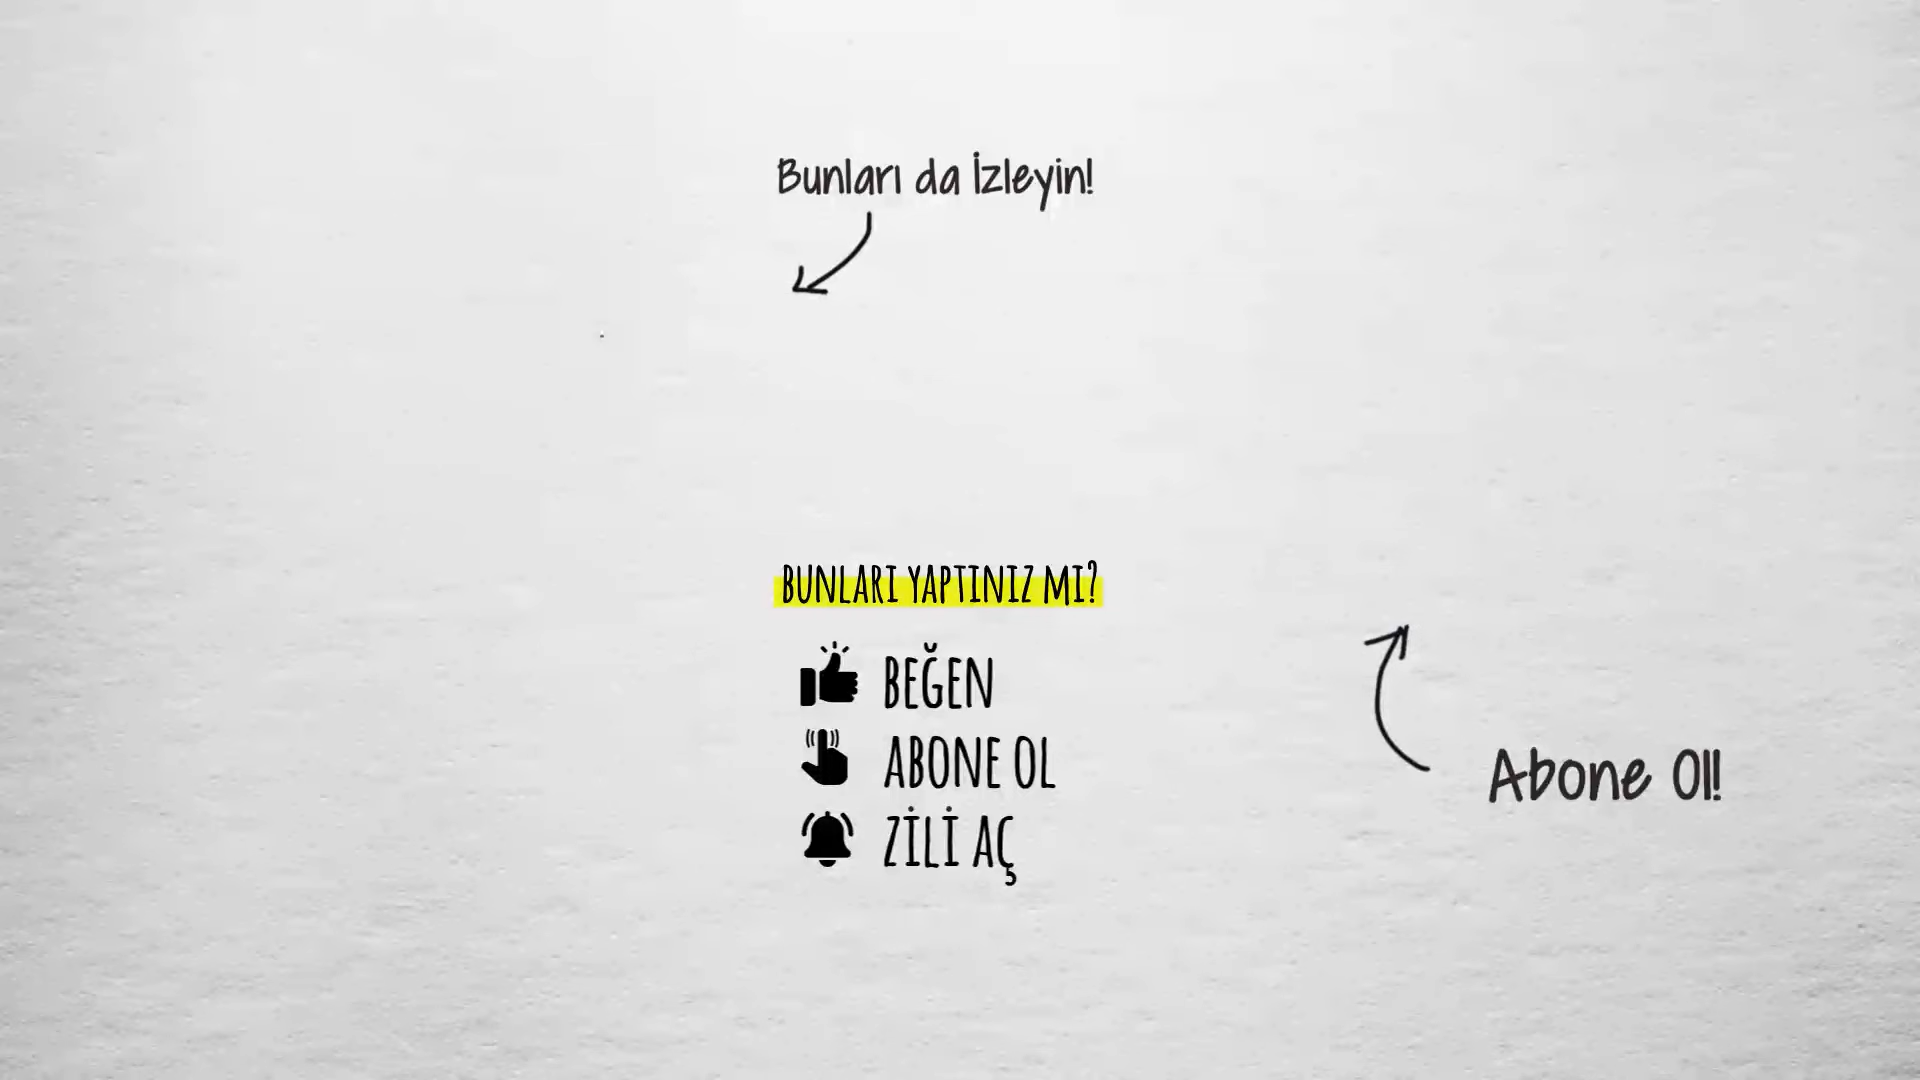 Bunları da İzleyin!
BUNLARI YAPTINIZ MI?
BEĞEN
ABONE OL
ZİLİ AÇ
Abone Ol!